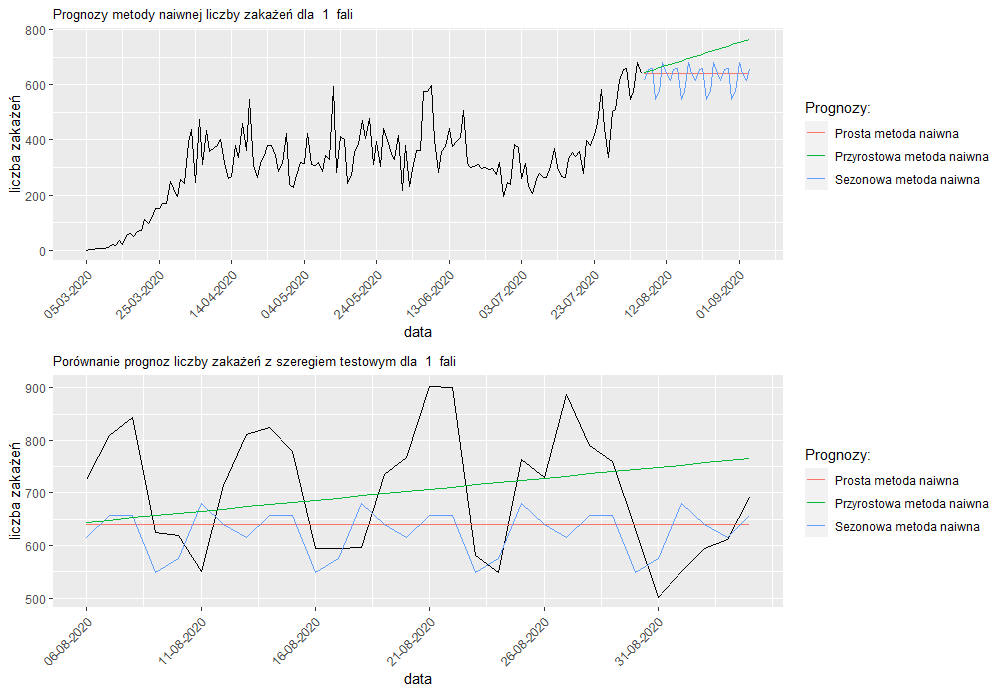 Prognozy metody naiwnej liczby zakażeń dla  1  fali
liczba zakażeń
800
600
400
200
0
05-03-2020
25-03-2020
14-04-2020
04-05-2020
24-05-2020
13-06-2020
03-07-2020
23-07-2020
12-08-2020
01-09-2020
data
Prognozy:
Prosta metoda naiwna
Przyrostowa metoda naiwna
Sezonowa metoda naiwna
Porównanie prognoz liczby zakażeń z szeregiem testowym dla  1  fali
liczba zakażeń
900
800
700
600
500
06-08-2020
11-08-2020
16-08-2020
21-08-2020
26-08-2020
31-08-2020
data
Prognozy:
Prosta metoda naiwna
Przyrostowa metoda naiwna
Sezonowa metoda naiwna